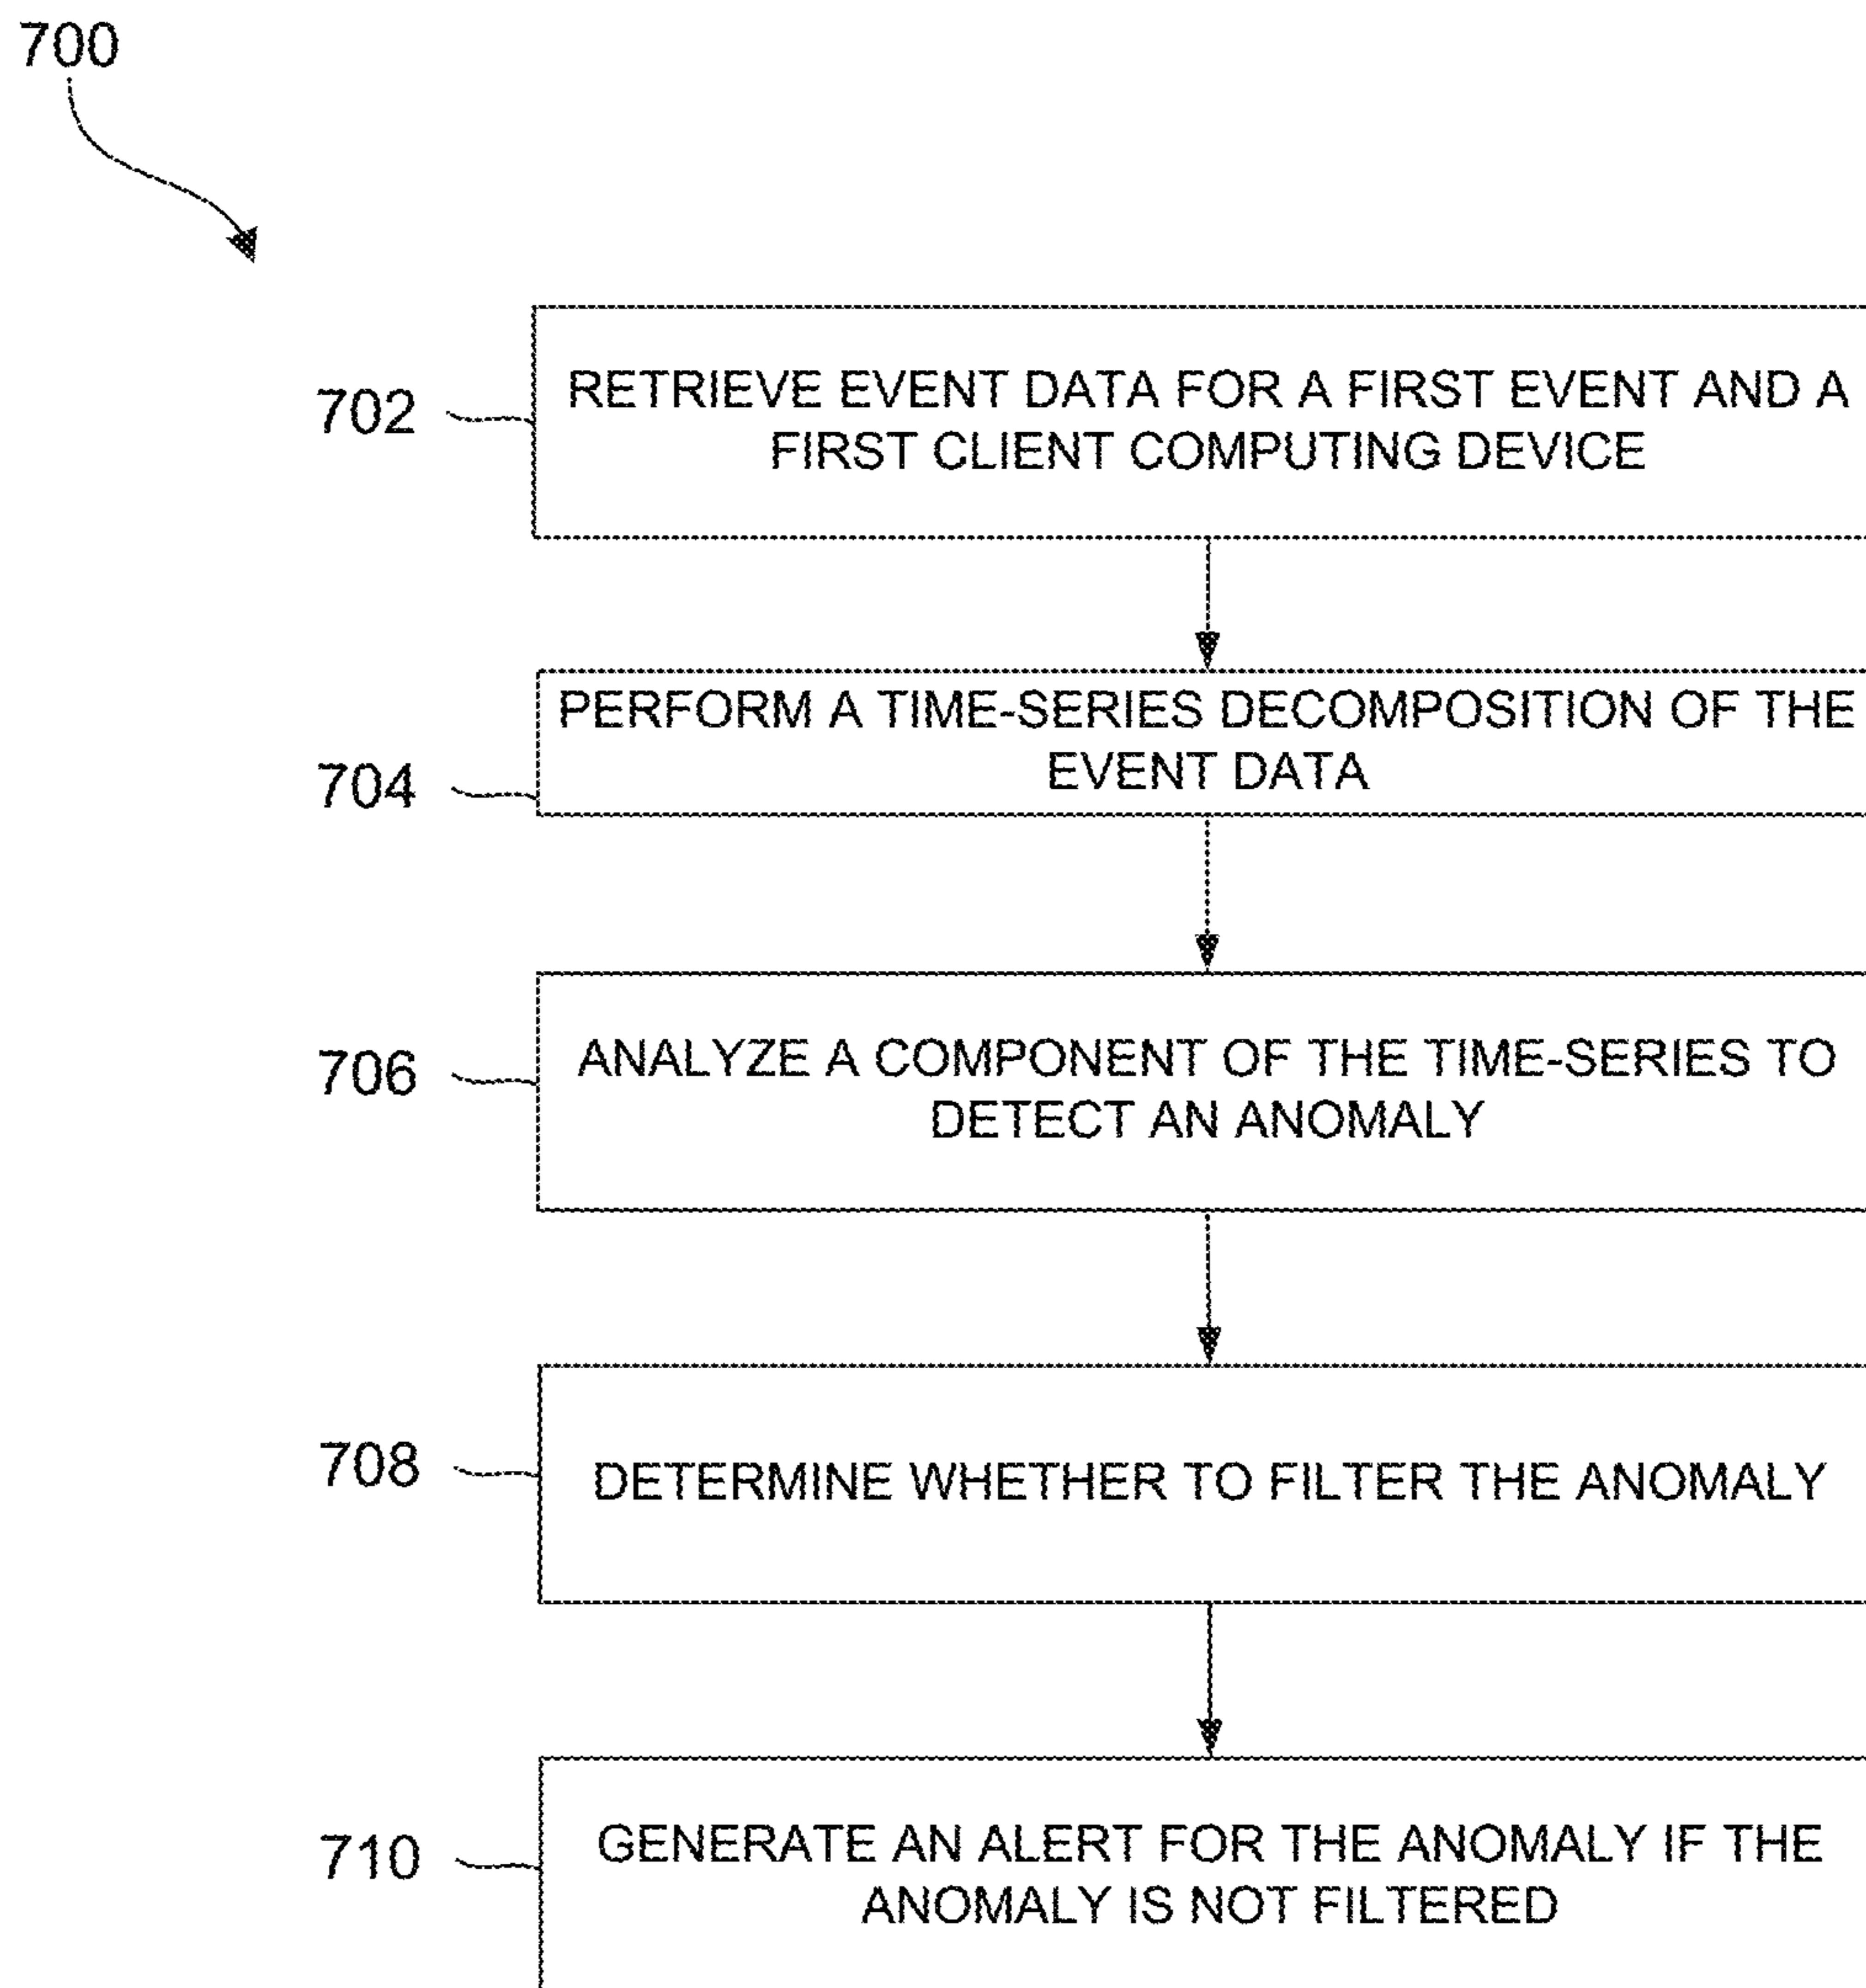 700
702
RETRIEVE EVENT DATA FOR A FIRST EVENT AND A
FIRST CLIENT COMPUTING DEVICE
704
PERFORM A TIME-SERIES DECOMPOSITION OF THE
EVENT DATA
706
ANALYZE A COMPONENT OF THE TIME-SERIES TO
DETECT AN ANOMALY
708
DETERMINE WHETHER TO FILTER THE ANOMALY
710
GENERATE AN ALERT FOR THE ANOMALY IF THE
ANOMALY IS NOT FILTERED